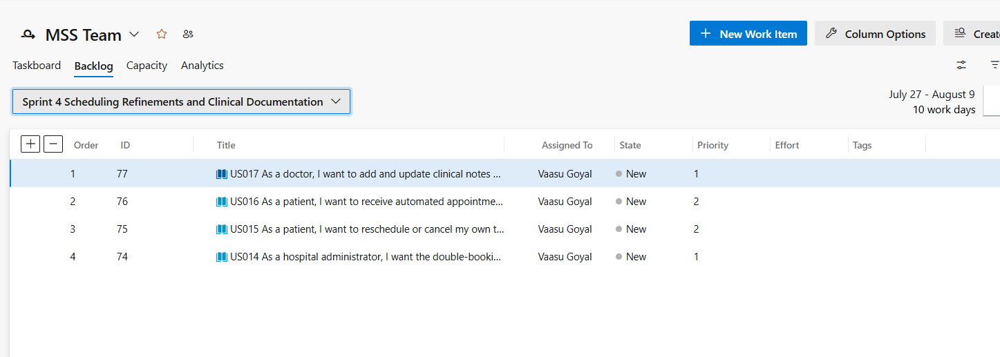 MSS Team
New Work Item
Column Options
Create
Taskboard Backlog Capacity Analytics
Sprint 4 Scheduling Refinements and Clinical Documentation
July 27 - August 9
10 work days
Order ID Title Assigned To State Priority Effort Tags
1 77 US017 As a doctor, I want to add and update clinical notes ... Vaasu Goyal New 1
2 76 US016 As a patient, I want to receive automated appointme... Vaasu Goyal New 2
3 75 US015 As a patient, I want to reschedule or cancel my own t... Vaasu Goyal New 2
4 74 US014 As a hospital administrator, I want the double-booki... Vaasu Goyal New 1